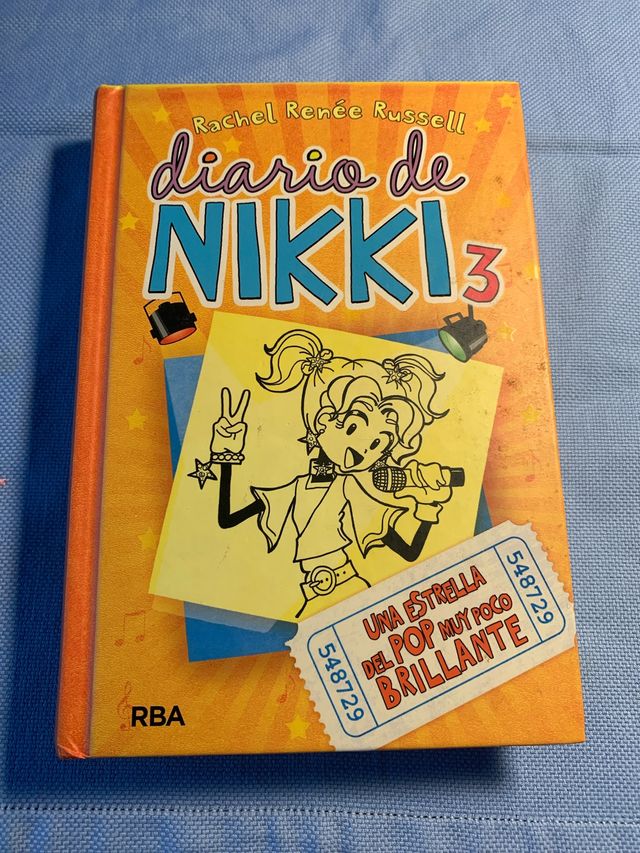 Rachel Renée Russell
diario de
NIKKI 3
548729
UNA ESTRELLA
DEL POP MUY POCO
BRILLANTE
548729
RBA